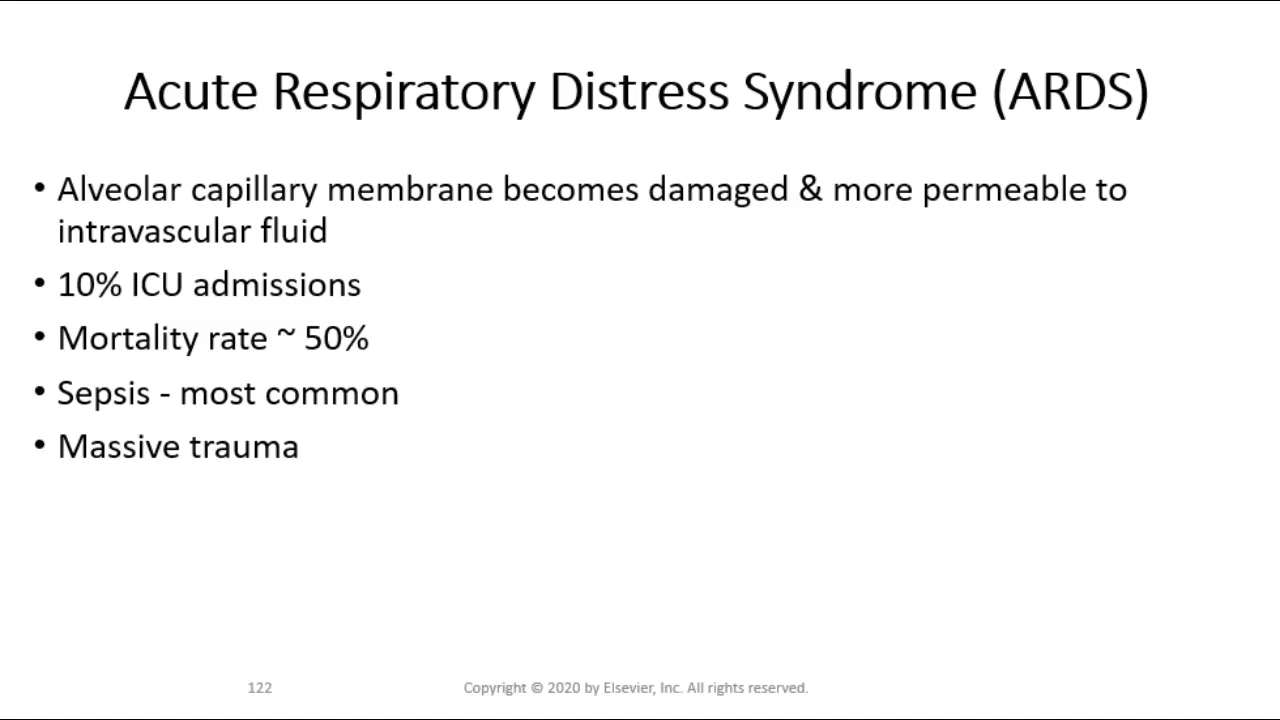 Acute Respiratory Distress Syndrome (ARDS)
• Alveolar capillary membrane becomes damaged & more permeable to
intravascular fluid
• 10% ICU admissions
• Mortality rate ~ 50%
• Sepsis - most common
• Massive trauma
122
Copyright © 2020 by Elsevier, Inc. All rights reserved.